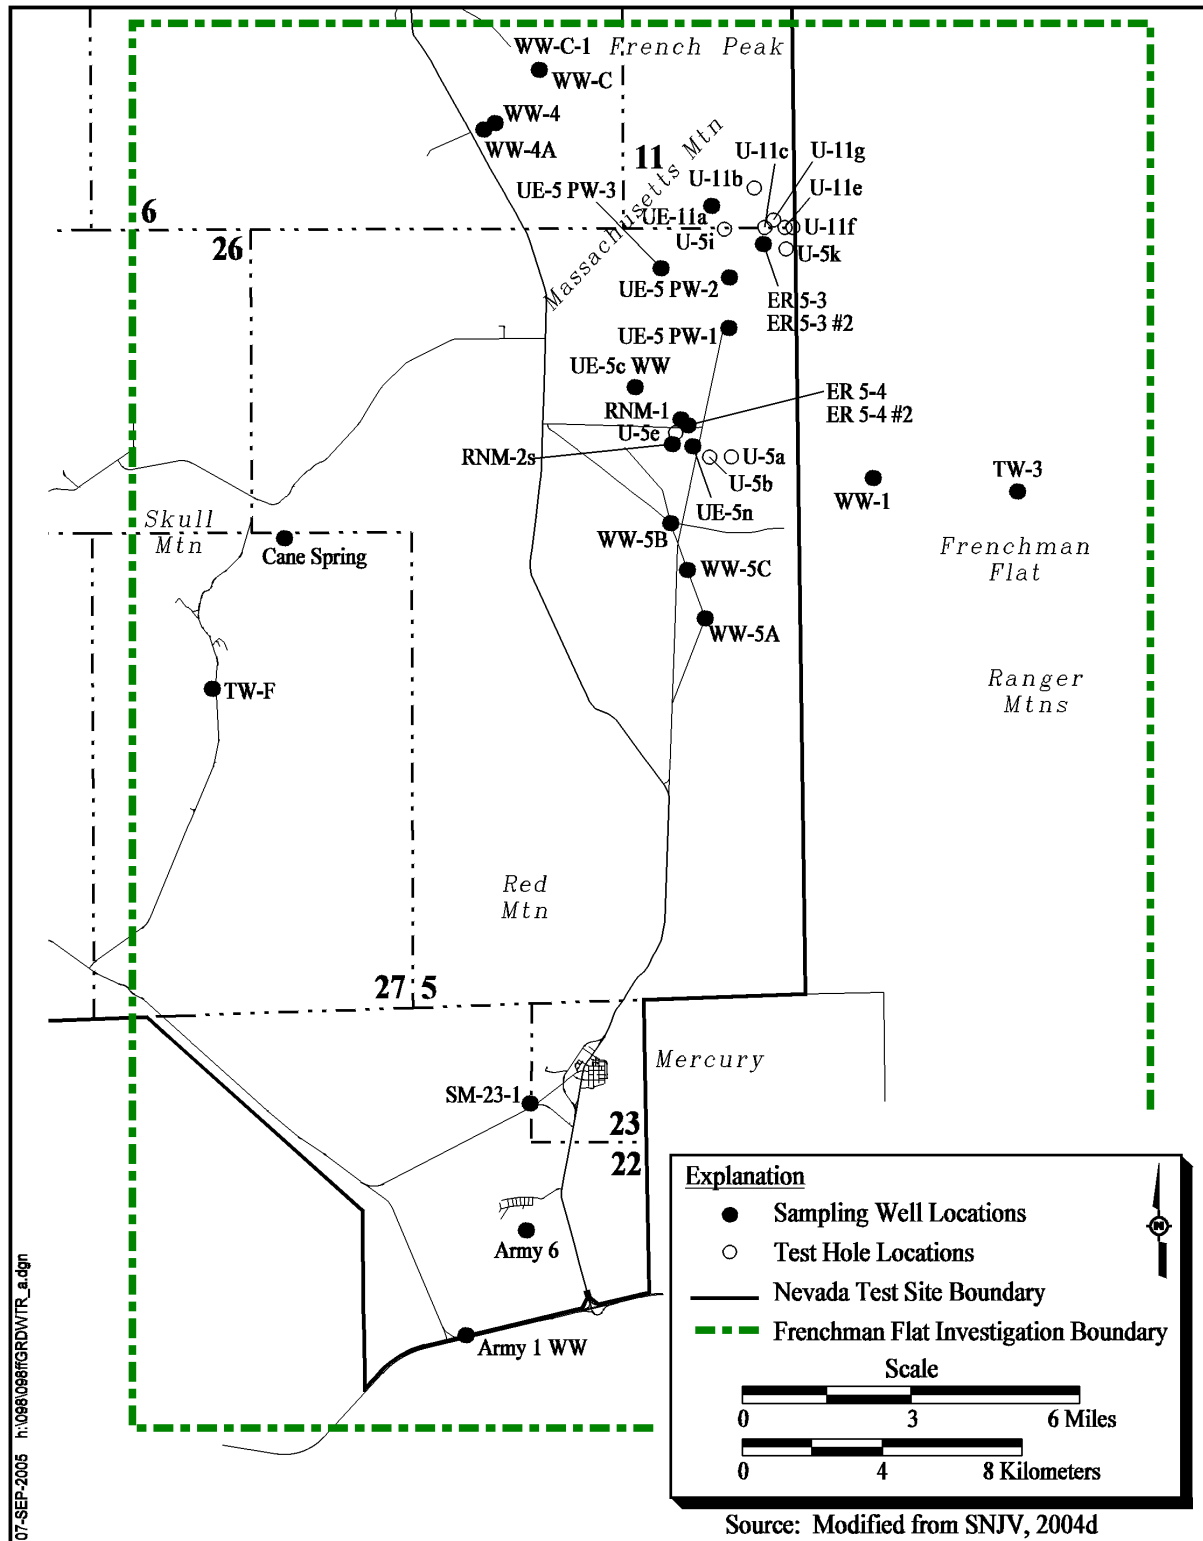 WW-C-1
French Peak
WW-C
WW-4
WW-4A
Massachusetts Mtn
11
U-11c
U-11g
U-11b
U-11e
UE-5 PW-3
UE-11a
U-11f
6
26
U-5i
U-5k
UE-5 PW-2
ER 5-3
ER 5-3 #2
UE-5 PW-1
UE-5c WW
RNM-1
ER 5-4
ER 5-4 #2
U-5e
RNM-2s
U-5a
U-5b
UE-5n
WW-1
TW-3
Skull
Mtn
Cane Spring
WW-5B
Frenchman
Flat
WW-5C
WW-5A
TW-F
Ranger
Mtns
Red
Mtn
27
5
Mercury
SM-23-1
23
22
Army 6
Army 1 WW
Explanation
Sampling Well Locations
Test Hole Locations
Nevada Test Site Boundary
Frenchman Flat Investigation Boundary
N
Scale
0 3 6 Miles
0 4 8 Kilometers
Source: Modified from SNJV, 2004d
07-SEP-2005 h:\098\098ffGRDWTR_a.dgn